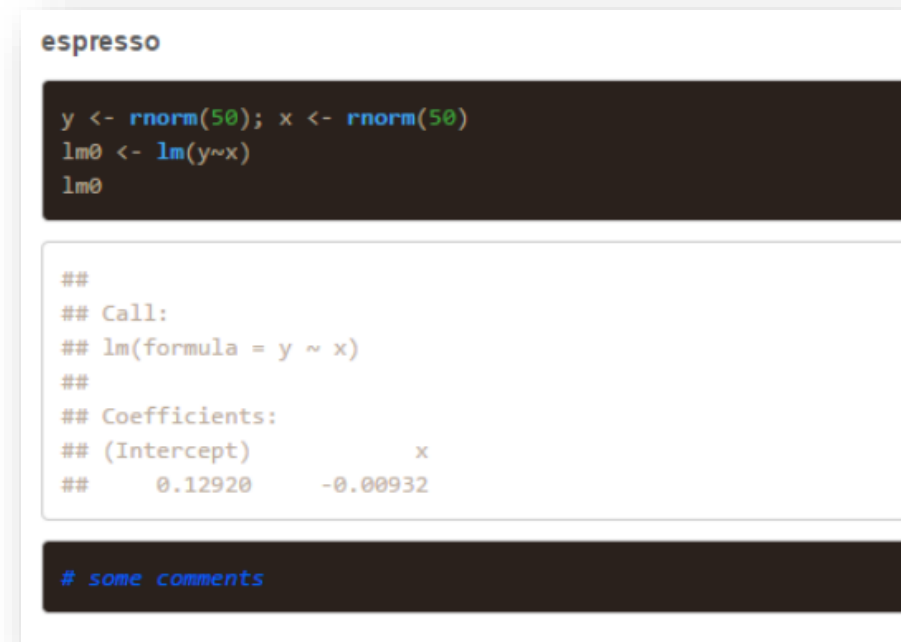 espresso
y <- rnorm(50); x <- rnorm(50)
lm0 <- lm(y~x)
lm0
##
## Call:
## lm(formula = y ~ x)
##
## Coefficients:
## (Intercept)            x
##     0.12920     -0.00932
# some comments